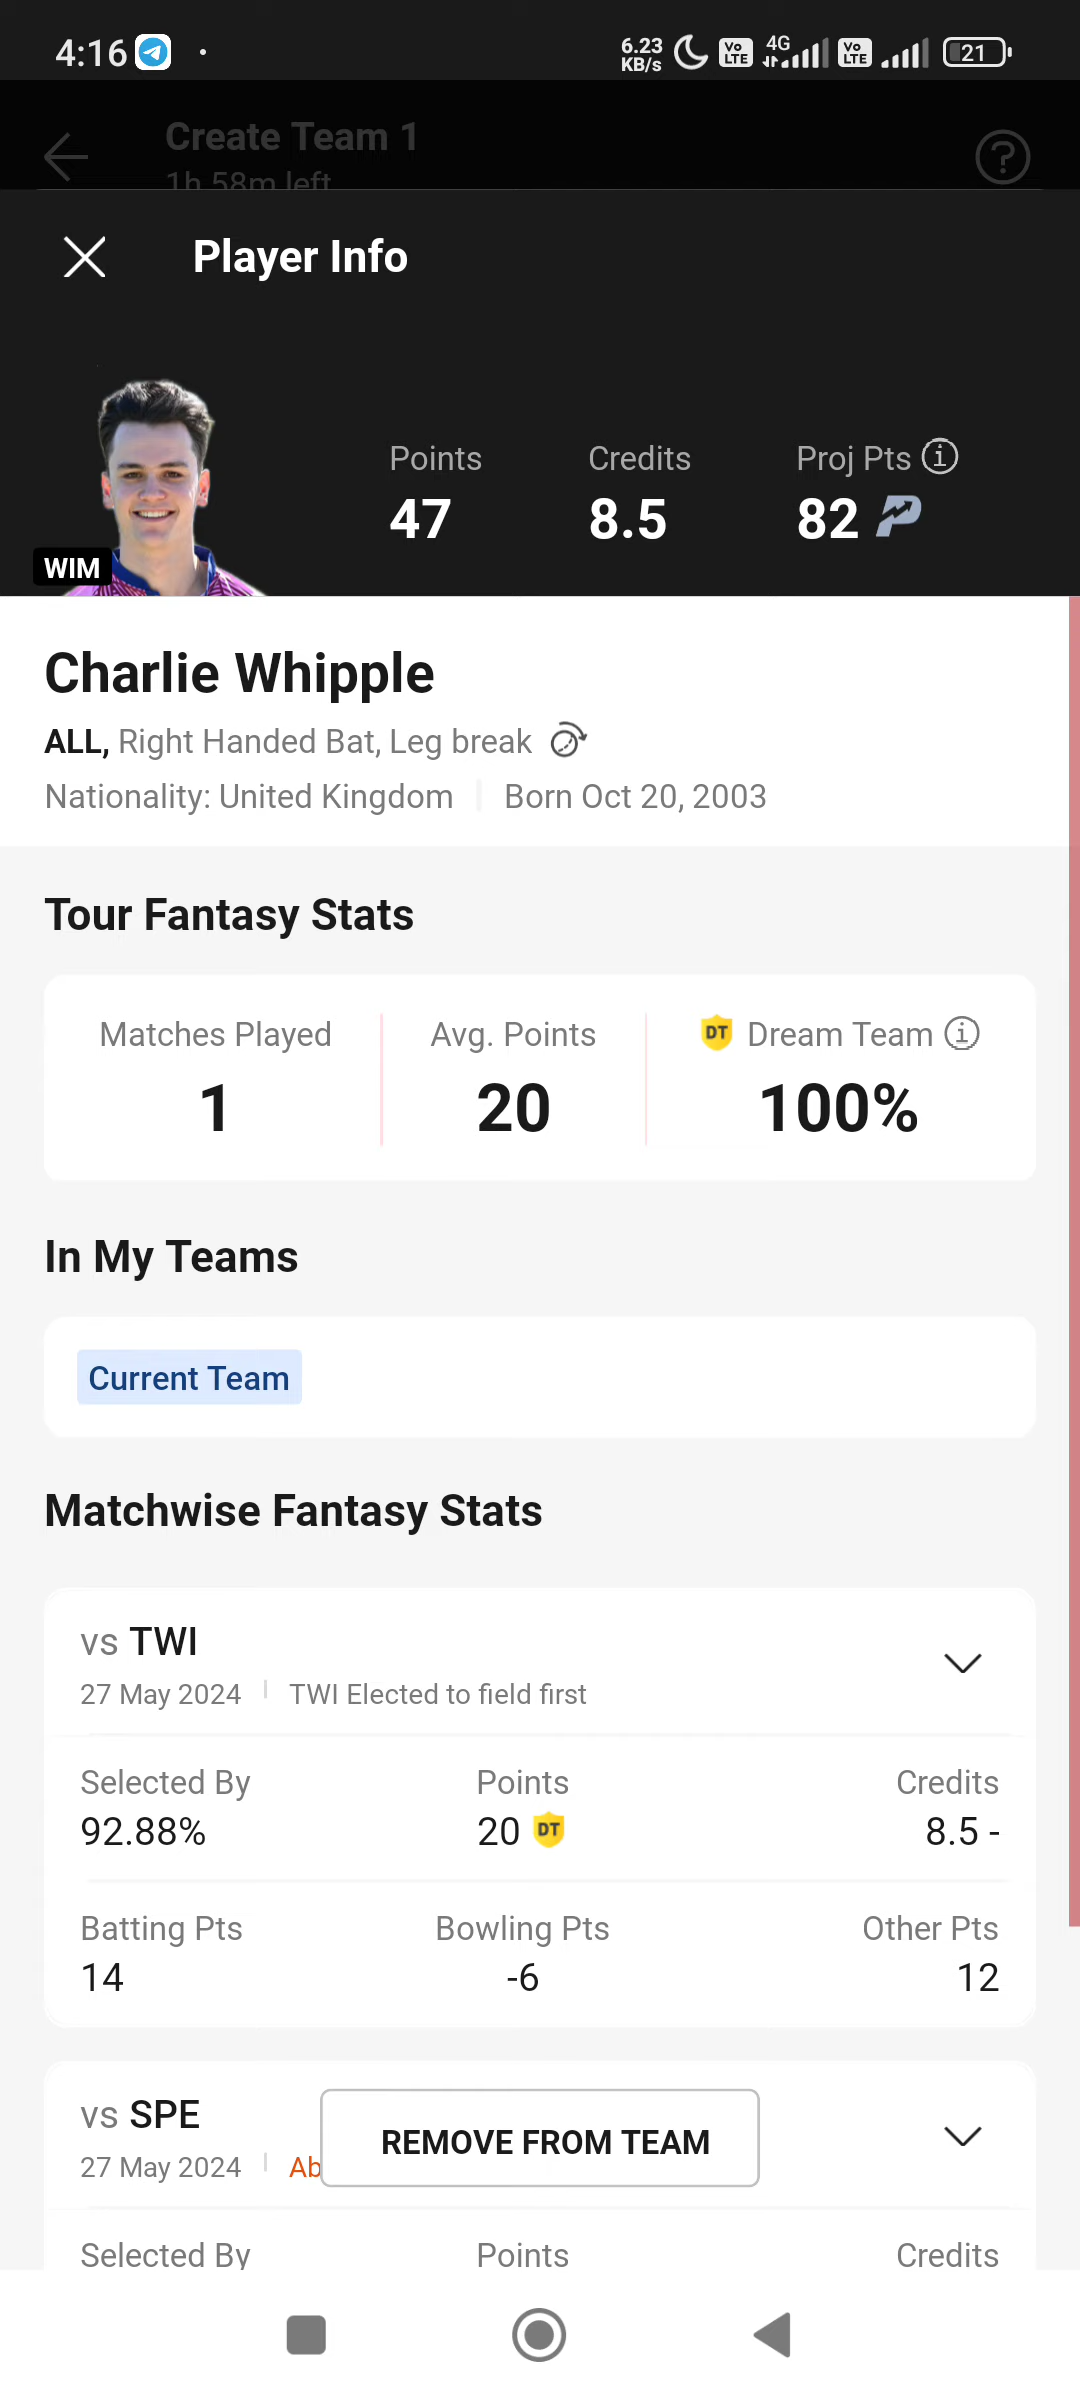 4:16
6.23 KB/s
Vo LTE
4G
Vo LTE
21
Create Team 1
1h 58m left
Player Info
Points
Credits
Proj Pts
47
8.5
82
WIM
Charlie Whipple
ALL, Right Handed Bat, Leg break
Nationality: United Kingdom
Born Oct 20, 2003
Tour Fantasy Stats
Matches Played
Avg. Points
DT Dream Team
1
20
100%
In My Teams
Current Team
Matchwise Fantasy Stats
vs TWI
27 May 2024
TWI Elected to field first
Selected By
Points
Credits
92.88%
20 DT
8.5 -
Batting Pts
Bowling Pts
Other Pts
14
-6
12
vs SPE
27 May 2024
Ab
REMOVE FROM TEAM
Selected By
Points
Credits